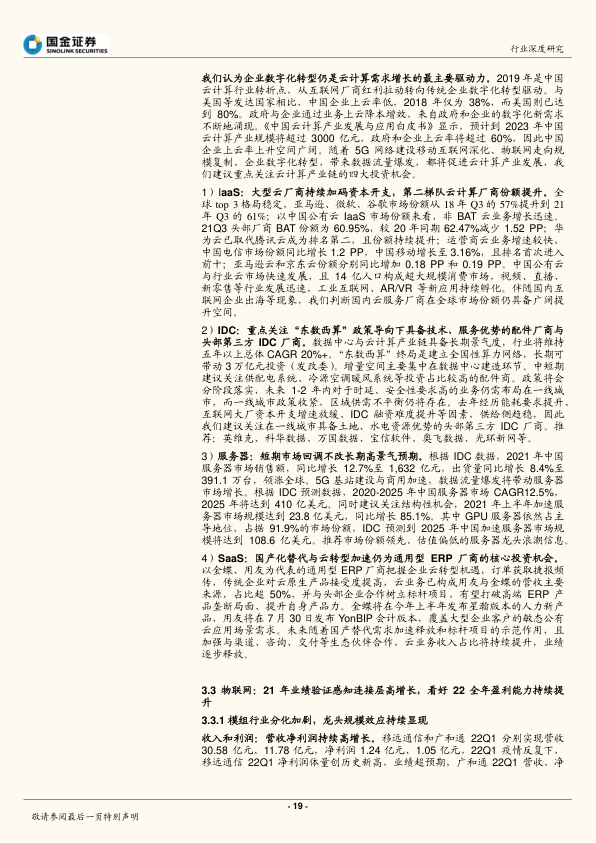 国金证券
SINOLINK SECURITIES
行业深度研究
我们认为企业数字化转型仍是云计算需求增长的最主要驱动力。2019 年是中国
云计算行业转折点，从互联网厂商红利拉动转向传统企业数字化转型驱动。与
美国等发达国家相比，中国企业上云率低，2018 年仅为 38%，而美国则已达
到 80%。政府与企业通过业务上云降本增效，来自政府和企业的数字化新需求
不断地涌现。《中国云计算产业发展与应用白皮书》显示，预计到 2023 年中国
云计算产业规模将超过 3000 亿元，政府和企业上云率将超过 60%，因此中国
企业上云率上升空间广阔。随着 5G 网络建设移动互联网深化、物联网走向规
模复制、企业数字化转型，带来数据流量爆发，都将促进云计算产业发展，我
们建议重点关注云计算产业链的四大投资机会。
1）IaaS：大型云厂商持续加码资本开支，第二梯队云计算厂商份额提升。全
球 top 3 格局稳定，亚马逊、微软、谷歌市场份额从 18 年 Q3 的 57%提升到 21
年 Q3 的 61%；以中国公有云 IaaS 市场份额来看，非 BAT 云业务增长迅速，
21Q3 头部厂商 BAT 份额为 60.95%，较 20 年同期 62.47%减少 1.52 PP；华
为云已取代腾讯云成为排名第二，且份额持续提升；运营商云业务增速较快，
中国电信市场份额同比增长 1.2 PP，中国移动增长至 3.16%，且排名首次进入
前十；亚马逊云和京东云份额分别同比增加 0.18 PP 和 0.19 PP。中国公有云
与行业云市场快速发展，且 14 亿人口构成超大规模消费市场，视频、直播、
新零售等行业发展迅速，工业互联网、AR/VR 等新应用持续孵化。伴随国内互
联网企业出海等现象，我们判断国内云服务厂商在全球市场份额仍具备广阔提
升空间。
2）IDC：重点关注“东数西算”政策导向下具备技术、服务优势的配件厂商与
头部第三方 IDC 厂商。数据中心与云计算产业链具备长期景气度，行业将维持
五年以上总体 CAGR 20%+。“东数西算”终局是建立全国性算力网络，长期可
带动 3 万亿元投资（发改委）。增量空间主要集中在数据中心建造环节。中短期
建议关注供配电系统、冷源空调暖风系统等投资占比较高的配件商。政策将会
分阶段落实，未来 1-2 年内对于时延、安全性要求高的业务仍需布局在一线城
市，而一线城市政策收紧，区域供需不平衡仍将存在。去年经历能耗要求提升、
互联网大厂资本开支增速放缓、IDC 融资难度提升等因素，供给侧趋稳，因此
我们建议关注在一线城市具备土地、水电资源优势的头部第三方 IDC 厂商。推
荐：英维克、科华数据、万国数据、宝信软件、奥飞数据、光环新网等。
3）服务器：短期市场回调不改长期高景气预期。根据 IDC 数据，2021 年中国
服务器市场销售额，同比增长 12.7%至 1,632 亿元，出货量同比增长 8.4%至
391.1 万台，领涨全球。5G 基站建设与商用加速，数据流量爆发将带动服务器
市场增长。根据 IDC 预测数据，2020-2025 年中国服务器市场 CAGR12.5%，
2025 年将达到 410 亿美元。同时建议关注结构性机会，2021 年上半年加速服
务器市场规模达到 23.8 亿美元，同比增长 85.1%。其中 GPU 服务器依然占主
导地位，占据 91.9%的市场份额，IDC 预测到 2025 年中国加速服务器市场规
模将达到 108.6 亿美元。推荐市场份额领先、估值偏低的服务器龙头浪潮信息。
4）SaaS：国产化替代与云转型加速仍为通用型 ERP 厂商的核心投资机会。
以金蝶、用友为代表的通用型 ERP 厂商把握企业云转型机遇，订单获取捷报频
传，传统企业对云原生产品接受度提高，云业务已构成用友与金蝶的营收主要
来源，占比超 50%，并与头部企业合作树立标杆项目，有望打破高端 ERP 产
品垄断局面，提升自身产品力。金蝶将在今年上半年发布星瀚版本的人力新产
品，用友将在 7 月 30 日发布 YonBIP 会计版本，覆盖大型企业客户的敏态公有
云应用场景需求。未来随着国产替代需求加速释放和标杆项目的示范作用，且
加强与渠道、咨询、交付等生态伙伴合作，云业务收入占比将持续提升，业绩
逐步释放。
3.3 物联网：21 年业绩验证感知连接层高增长，看好 22 全年盈利能力持续提
升
3.3.1 模组行业分化加剧，龙头规模效应持续显现
收入和利润：营收净利润持续高增长。移远通信和广和通 22Q1 分别实现营收
30.58 亿元、11.78 亿元、净利润 1.24 亿元、1.05 亿元，22Q1 疫情反复下，
移远通信 22Q1 净利润体量创历史新高，业绩超预期，广和通 22Q1 营收、净
- 19 -
敬请参阅最后一页特别声明